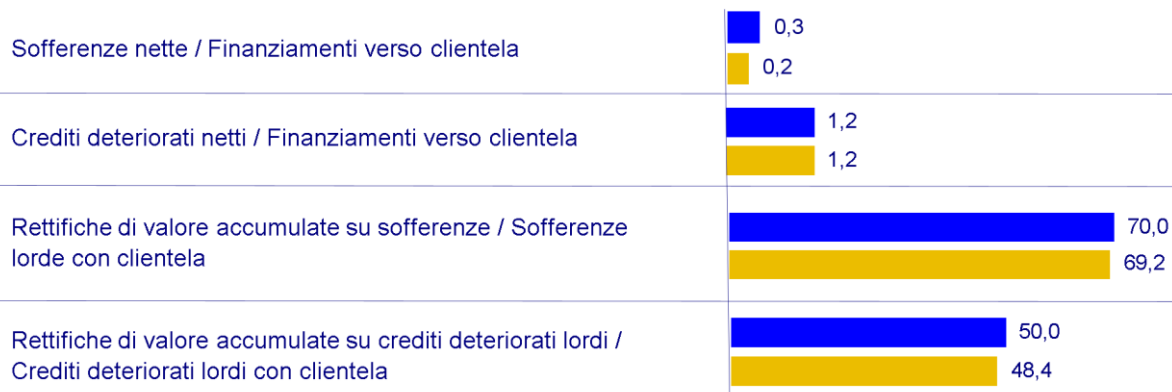 Sofferenze nette / Finanziamenti verso clientela
0,3
0,2
Crediti deteriorati netti / Finanziamenti verso clientela
1,2
1,2
Rettifiche di valore accumulate su sofferenze / Sofferenze
lorde con clientela
70,0
69,2
Rettifiche di valore accumulate su crediti deteriorati lordi /
Crediti deteriorati lordi con clientela
50,0
48,4